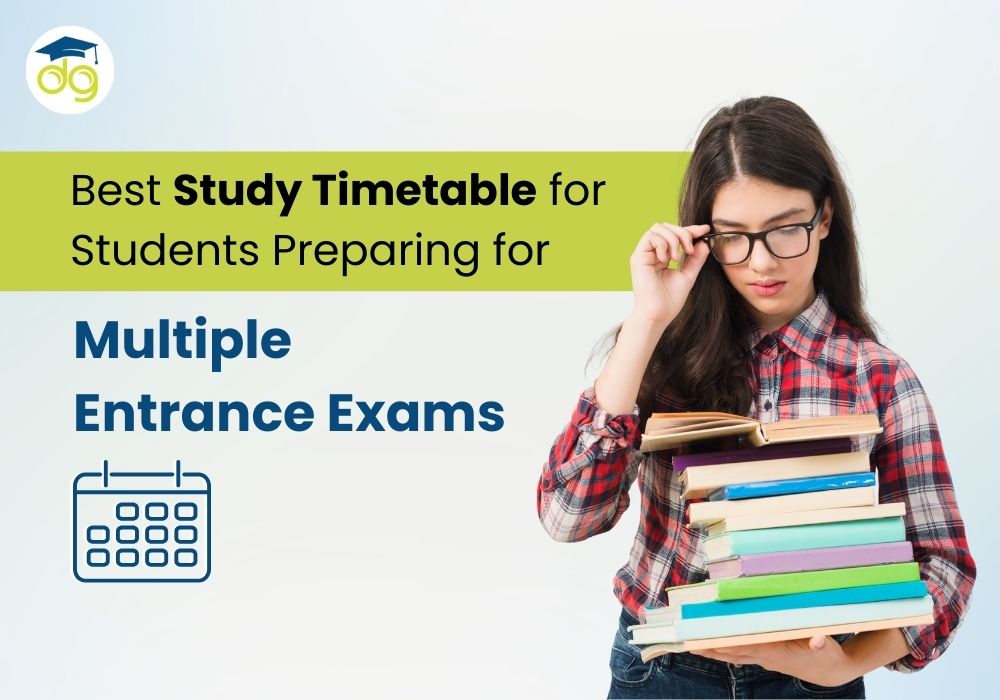 dg
Best Study Timetable for
Students Preparing for
Multiple
Entrance Exams